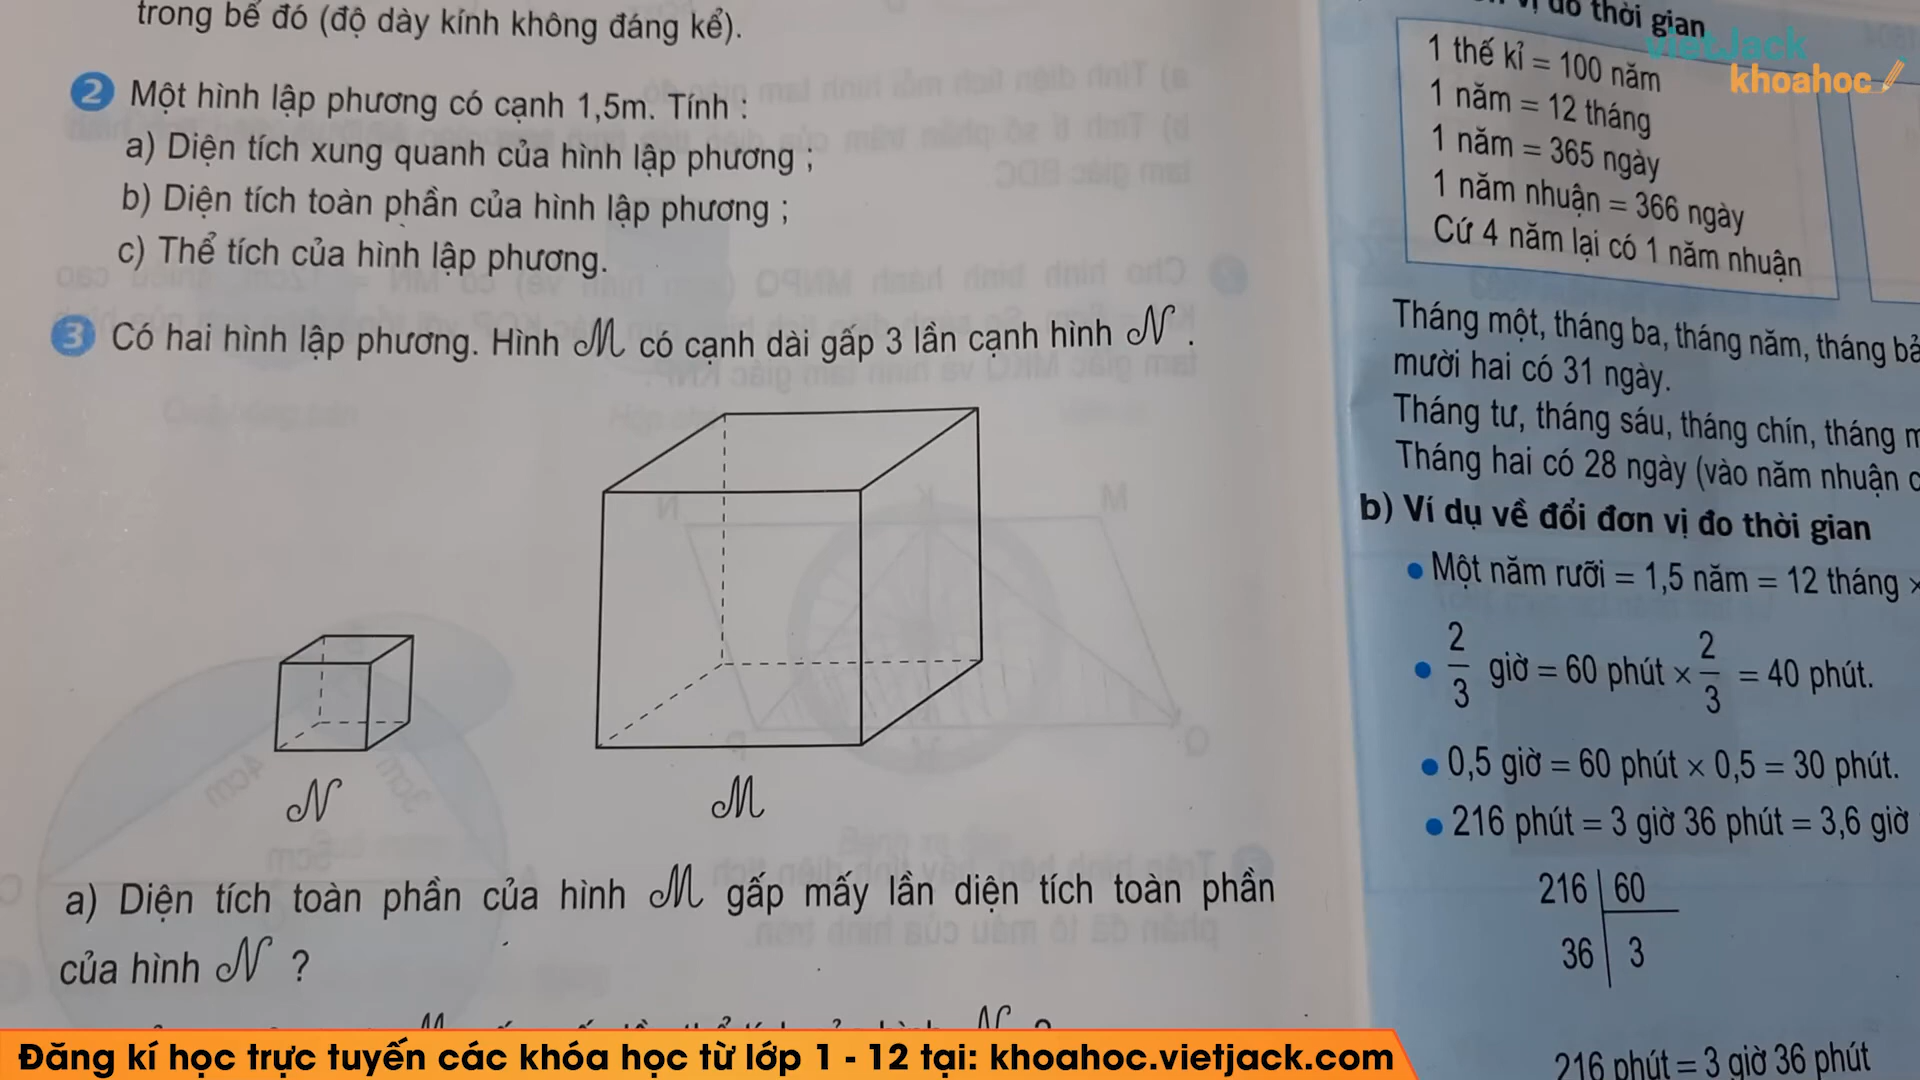 trong bể đó (độ dày kính không đáng kể).
2 Một hình lập phương có cạnh 1,5m. Tính :
a) Diện tích xung quanh của hình lập phương ;
b) Diện tích toàn phần của hình lập phương ;
c) Thể tích của hình lập phương.
3 Có hai hình lập phương. Hình M có cạnh dài gấp 3 lần cạnh hình N .
N
M
a) Diện tích toàn phần của hình M gấp mấy lần diện tích toàn phần
của hình N ?
đo thời gian
1 thế kỉ = 100 năm
1 năm = 12 tháng
1 năm = 365 ngày
1 năm nhuận = 366 ngày
Cứ 4 năm lại có 1 năm nhuận
Tháng một, tháng ba, tháng năm, tháng
mười hai có 31 ngày.
Tháng tư, tháng sáu, tháng chín, tháng
Tháng hai có 28 ngày (vào năm nhuận
b) Ví dụ về đổi đơn vị đo thời gian
• Một năm rưỡi = 1,5 năm = 12 tháng ×
• 2/3 giờ = 60 phút × 2/3 = 40 phút.
• 0,5 giờ = 60 phút × 0,5 = 30 phút.
• 216 phút = 3 giờ 36 phút = 3,6 giờ
216 60
36 3
216 phút = 3 giờ 36 phút
vietJack
khoahoc
Đăng kí học trực tuyến các khóa học từ lớp 1 - 12 tại: khoahoc.vietjack.com